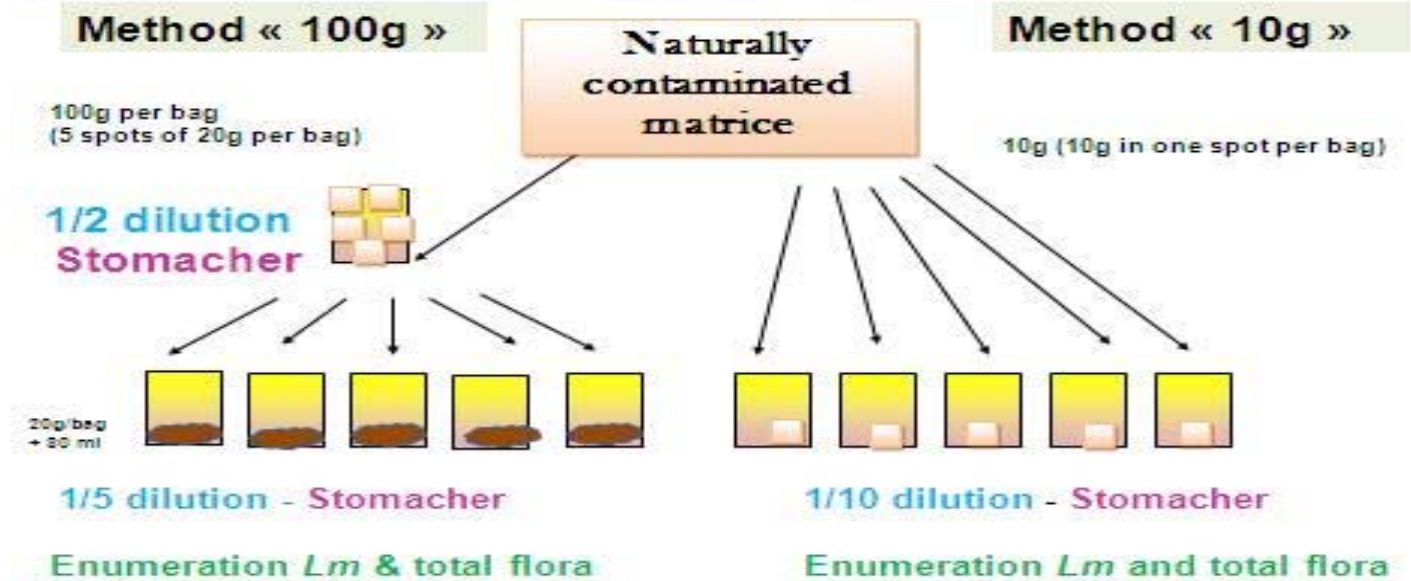 Method « 100g »
Naturally
contaminated
matrice
Method « 10g »
100g per bag
(5 spots of 20g per bag)
10g (10g in one spot per bag)
1/2 dilution
Stomacher
20g/bag
+ 80 ml
1/5 dilution - Stomacher
1/10 dilution - Stomacher
Enumeration Lm & total flora
Enumeration Lm and total flora